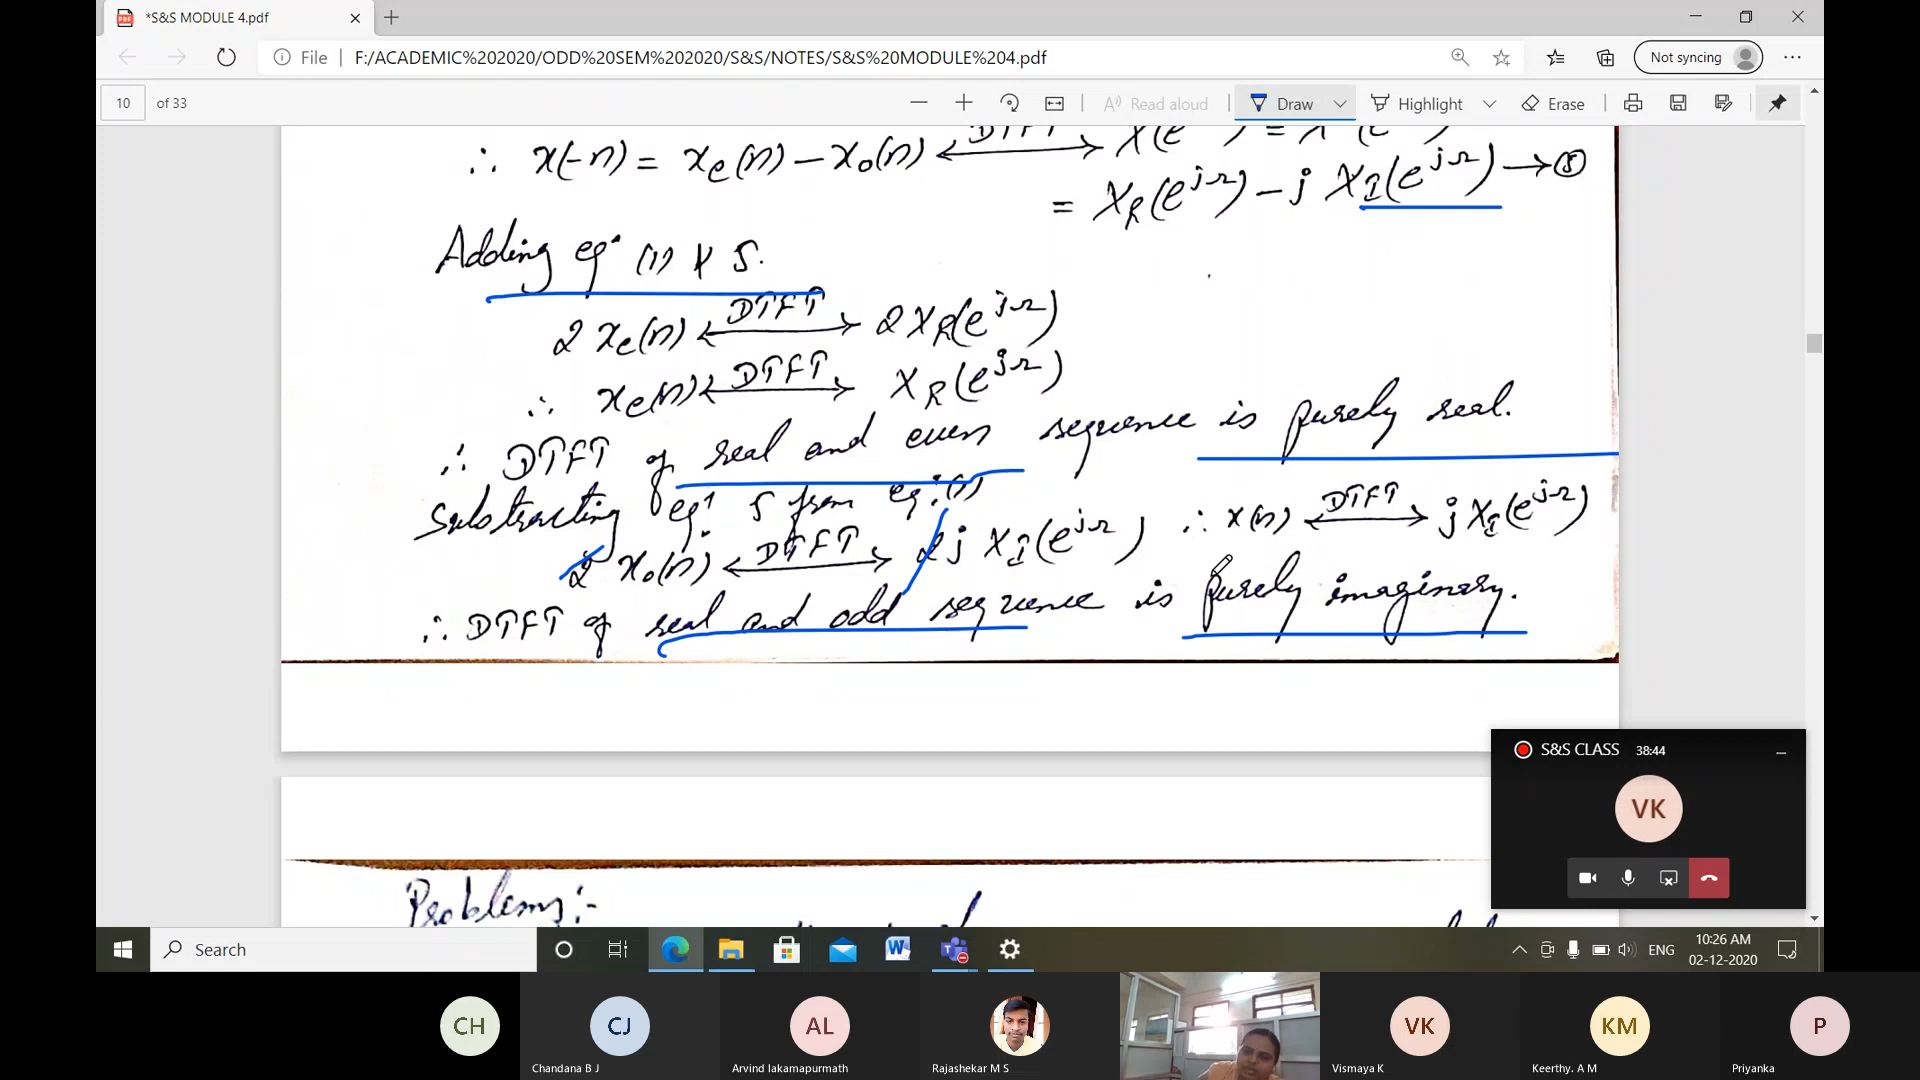 *S&S MODULE 4.pdf
File F:/ACADEMIC%202020/ODD%20SEM%202020/S&S/NOTES/S&S%20MODULE%204.pdf
Not syncing
10 of 33
Read aloud Draw Highlight Erase
∴ x(-n) = xe(n) - xo(n) ←DTFT→
= XR(e^jΩ) - j XI(e^jΩ) → ⑤
Adding eqn (1) & 5.
2 xe(n) ←DTFT→ 2XR(e^jΩ)
∴ xe(n) ←DTFT→ XR(e^jΩ)
∴ DTFT of real and even sequence is purely real.
Substracting eqn 5 from eqn (1)
2 xo(n) ←DTFT→ 2j XI(e^jΩ) ∴ x(n) ←DTFT→ j XI(e^jΩ)
∴ DTFT of real and odd sequence is purely imaginary.
S&S CLASS 38:44
VK
Problems:-
Search
ENG
10:26 AM
02-12-2020
CH CJ AL VK KM P
Chandana B J Arvind lakamapurmath Rajashekar M S Vismaya K Keerthy. A M Priyanka